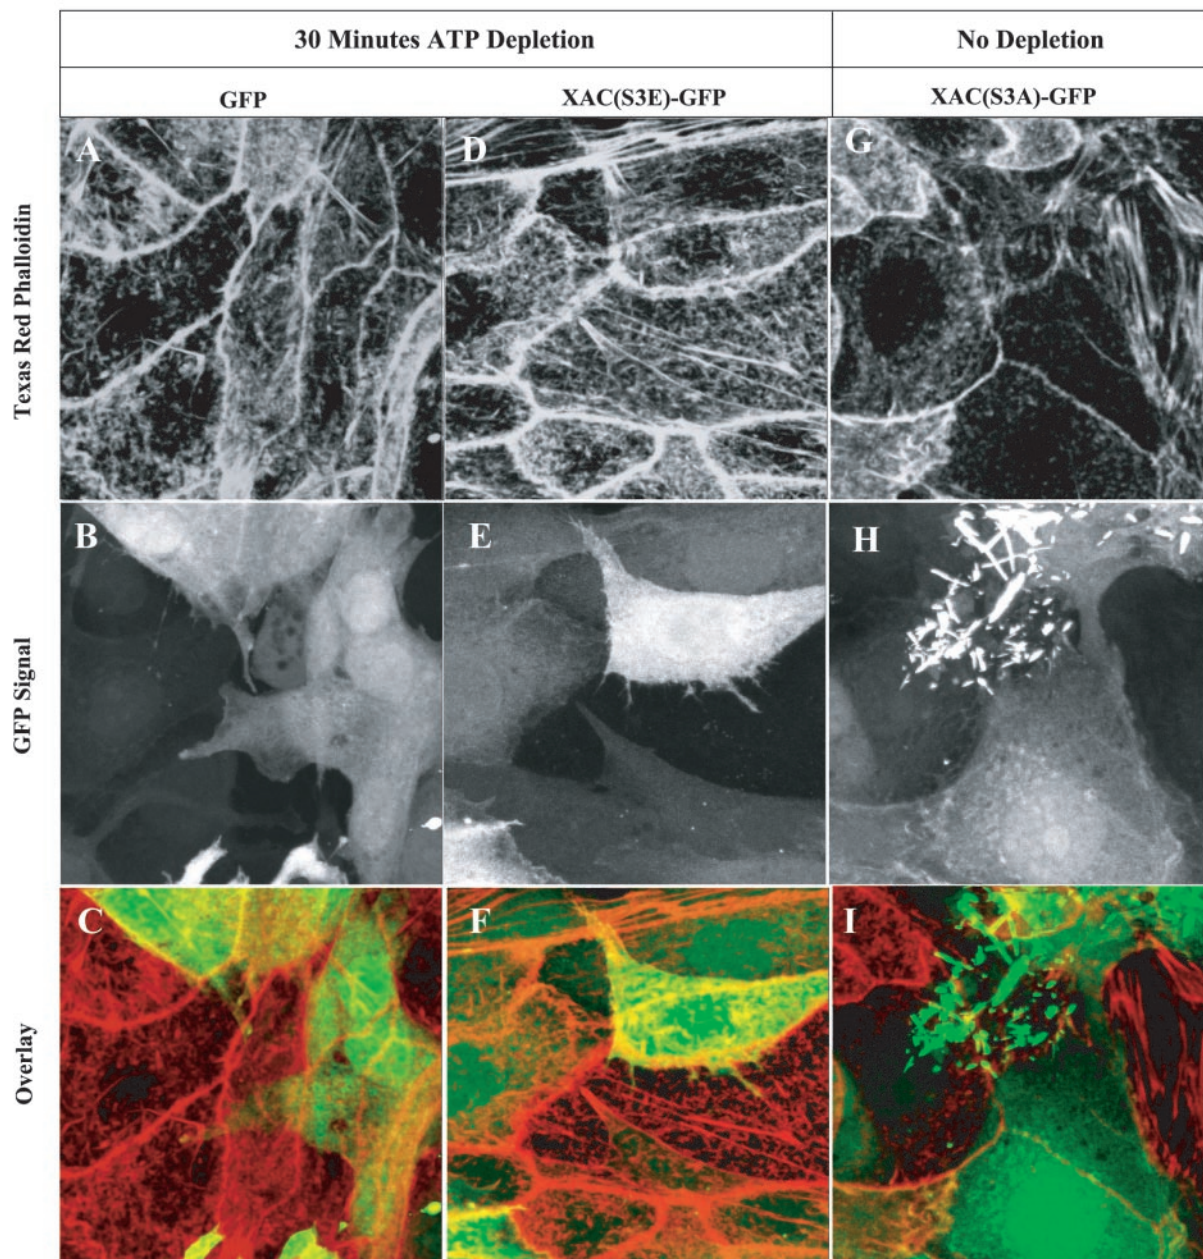 30 Minutes ATP Depletion
No Depletion
GFP
XAC(S3E)-GFP
XAC(S3A)-GFP
Texas Red Phalloidin
A
D
G
GFP Signal
B
E
H
Overlay
C
F
I